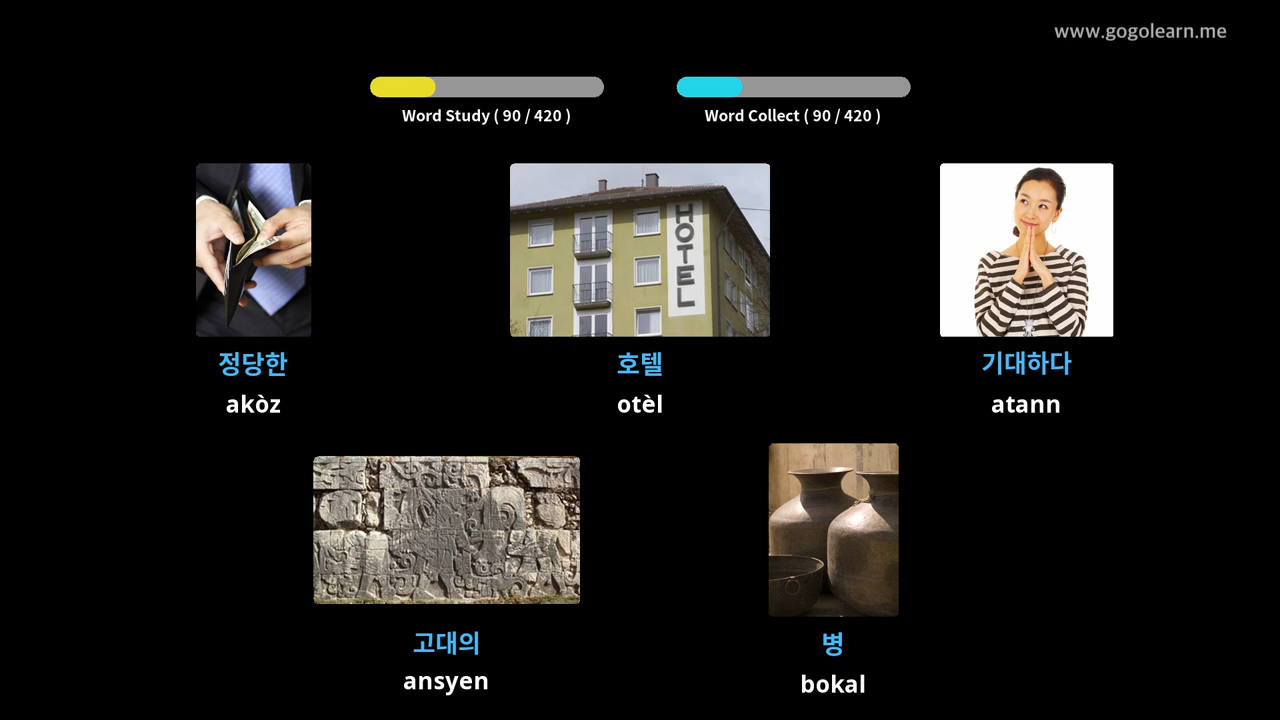 www.gogolearn.me
Word Study ( 90 / 420 )
Word Collect ( 90 / 420 )
HOTEL
정당한
akòz
호텔
otèl
기대하다
atann
고대의
ansyen
병
bokal